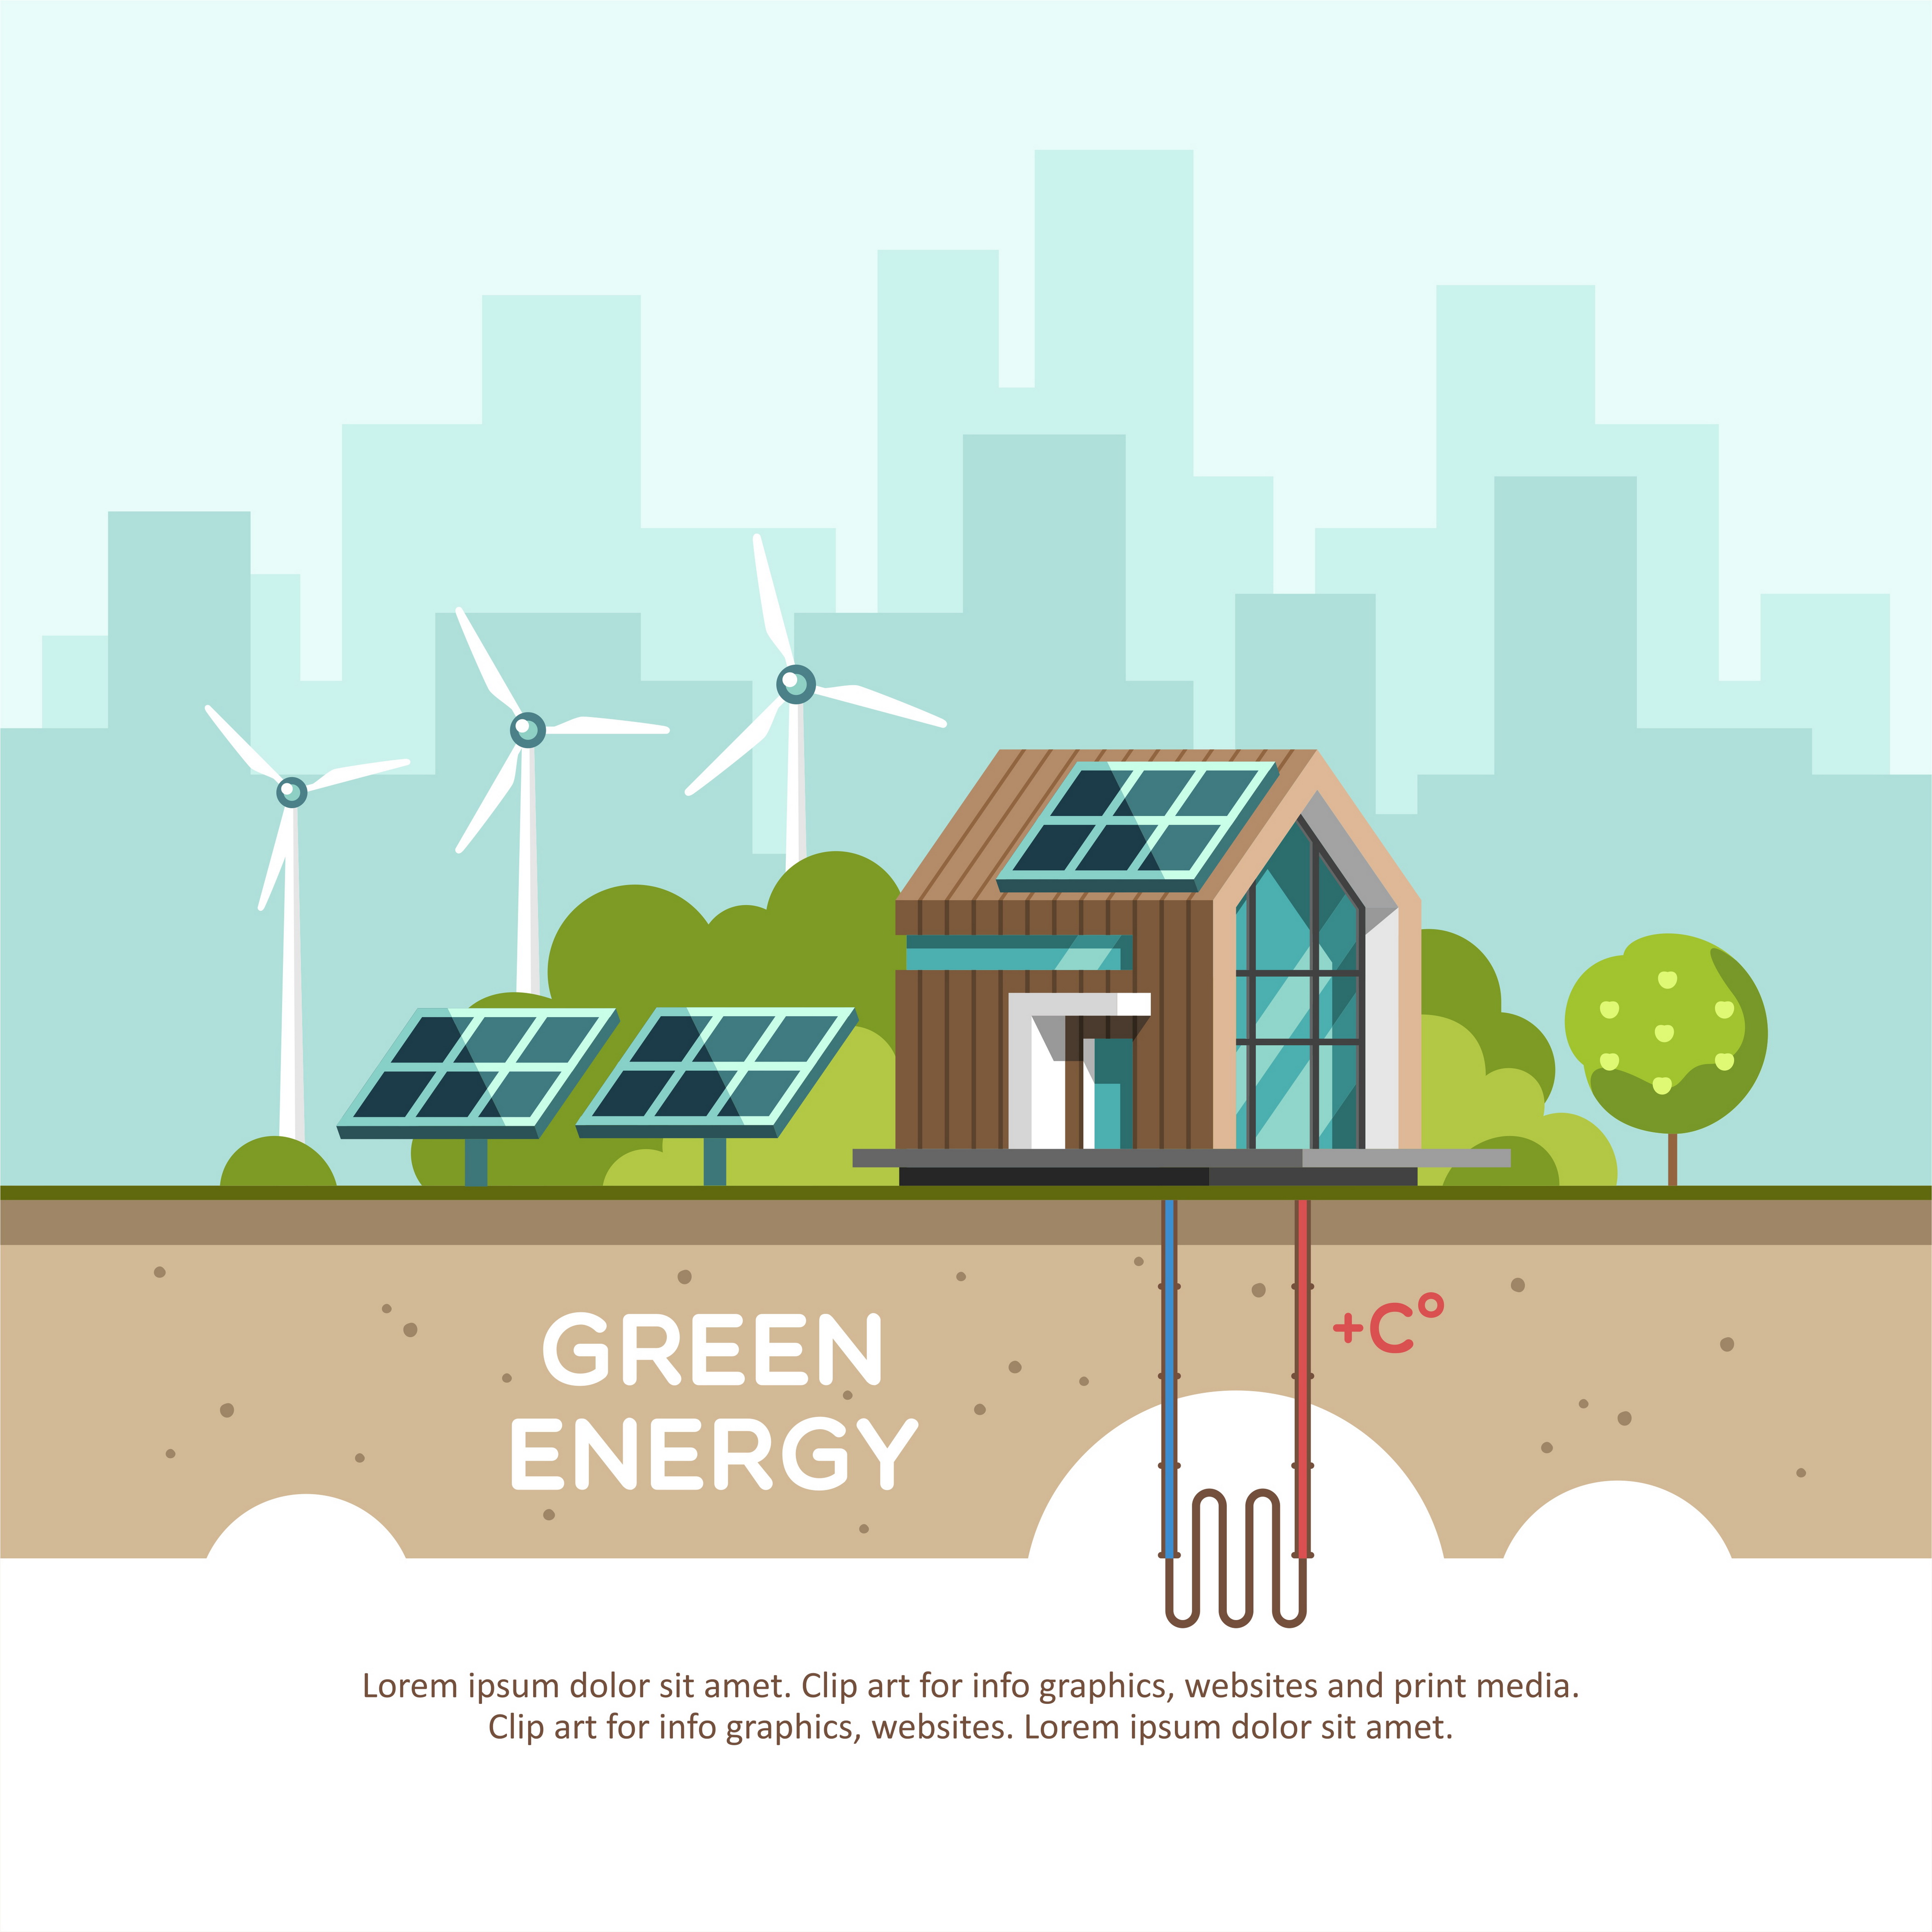 +C°
GREEN
ENERGY
Lorem ipsum dolor sit amet. Clip art for info graphics, websites and print media.
Clip art for info graphics, websites. Lorem ipsum dolor sit amet.